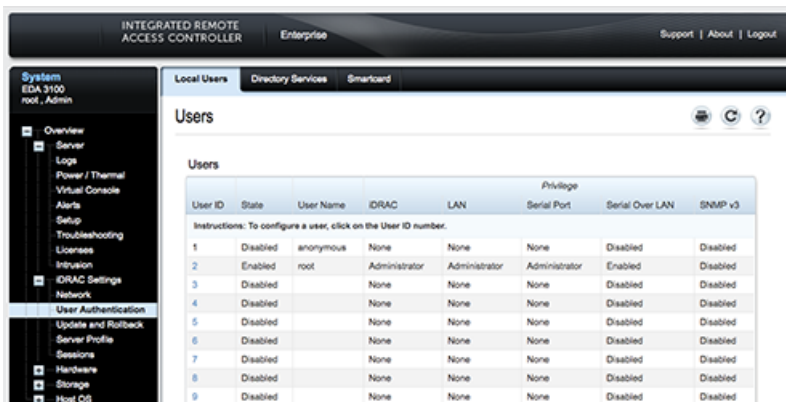 INTEGRATED REMOTE
ACCESS CONTROLLER
Enterprise
Support | About | Logout
System
EDA 3100
root , Admin
Overview
Server
Logs
Power / Thermal
Virtual Console
Alerts
Setup
Troubleshooting
Licenses
Intrusion
iDRAC Settings
Network
User Authentication
Update and Rollback
Server Profile
Sessions
Hardware
Storage
Host OS
Local Users Directory Services Smartcard
Users
Users
Privilege
User ID State User Name iDRAC LAN Serial Port Serial Over LAN SNMP v3
Instructions: To configure a user, click on the User ID number.
1 Disabled anonymous None None None Disabled Disabled
2 Enabled root Administrator Administrator Administrator Enabled Disabled
3 Disabled None None None Disabled Disabled
4 Disabled None None None Disabled Disabled
5 Disabled None None None Disabled Disabled
6 Disabled None None None Disabled Disabled
7 Disabled None None None Disabled Disabled
8 Disabled None None None Disabled Disabled
9 Disabled None None None Disabled Disabled